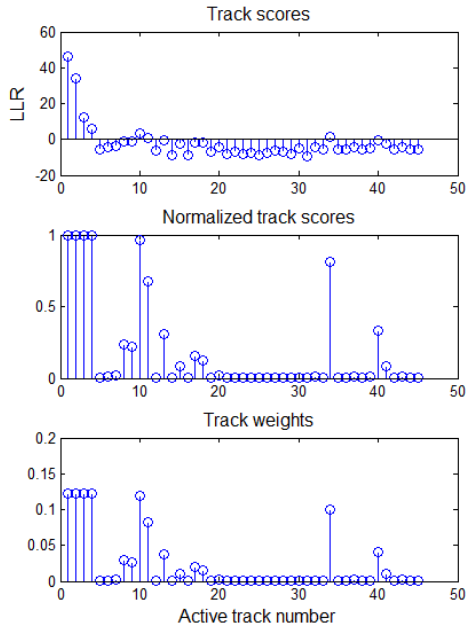 Track scores
60
40
20
0
-20
LLR
0 10 20 30 40 50
Normalized track scores
1
0.5
0
0 10 20 30 40 50
Track weights
0.2
0.15
0.1
0.05
0
0 10 20 30 40 50
Active track number